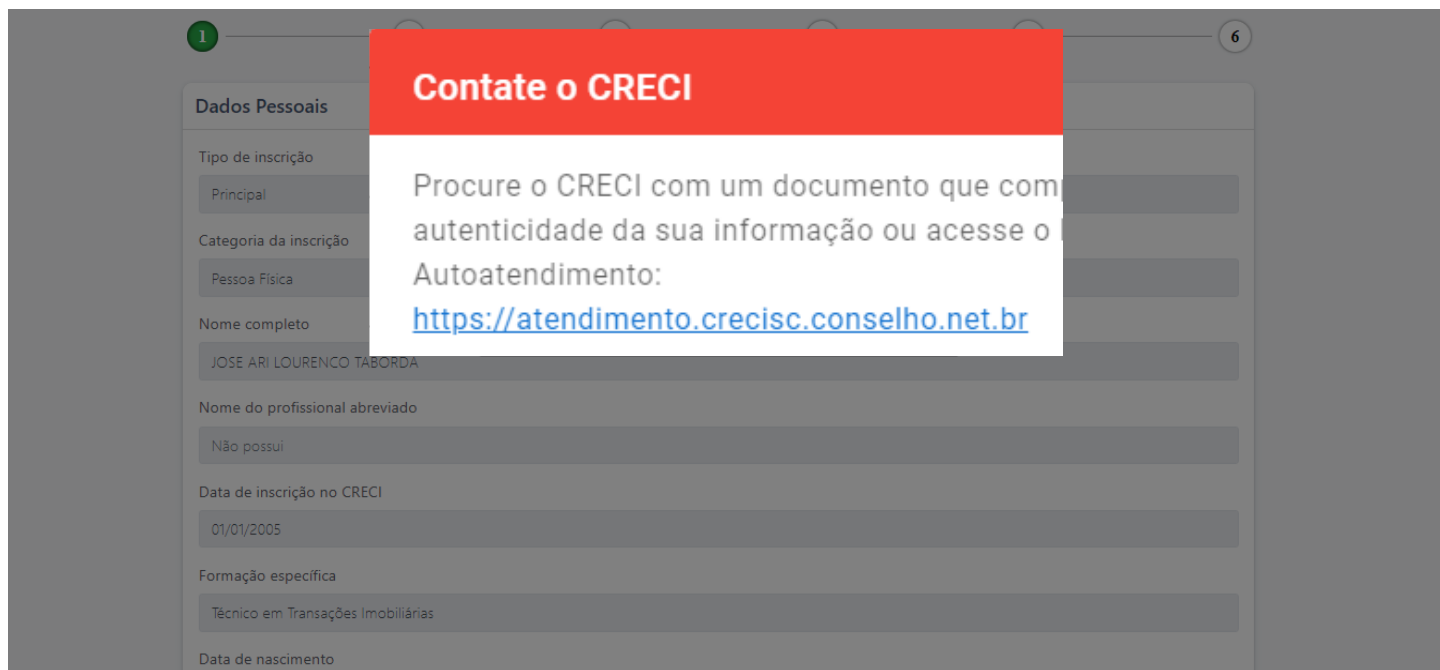 1
6
Contate o CRECI
Dados Pessoais
Procure o CRECI com um documento que
autenticidade da sua informação ou acesse o
Autoatendimento:
https://atendimento.crecisc.conselho.net.br
Tipo de inscrição
Principal
Categoria da inscrição
Pessoa Física
Nome completo
JOSE ARI LOURENCO TABORDA
Nome do profissional abreviado
Não possui
Data de inscrição no CRECI
01/01/2005
Formação específica
Técnico em Transações Imobiliárias
Data de nascimento